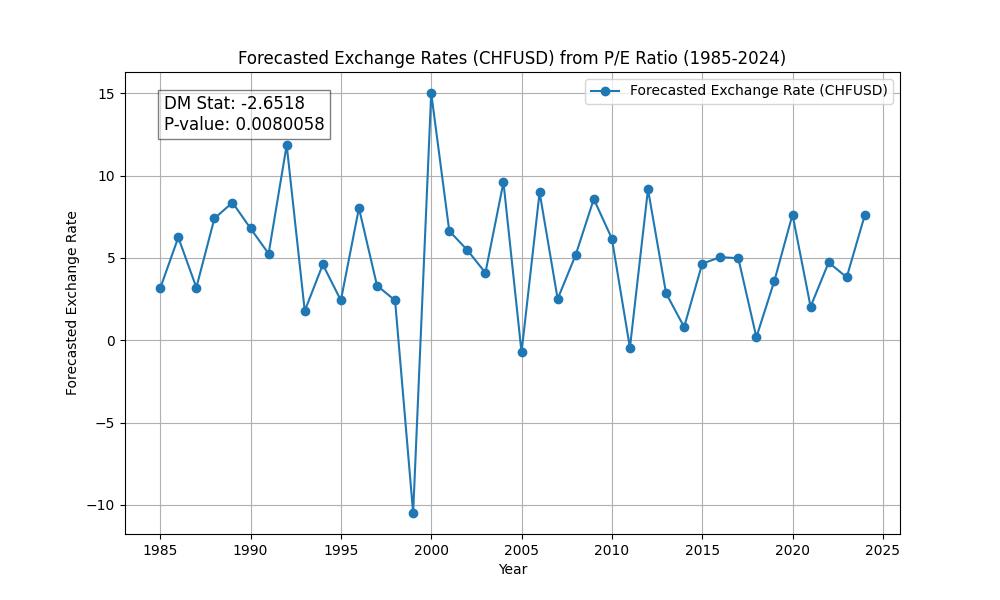 Forecasted Exchange Rates (CHFUSD) from P/E Ratio (1985-2024)
DM Stat: -2.6518
P-value: 0.0080058
Forecasted Exchange Rate (CHFUSD)
Forecasted Exchange Rate
15
10
5
0
−5
−10
1985 1990 1995 2000 2005 2010 2015 2020 2025
Year